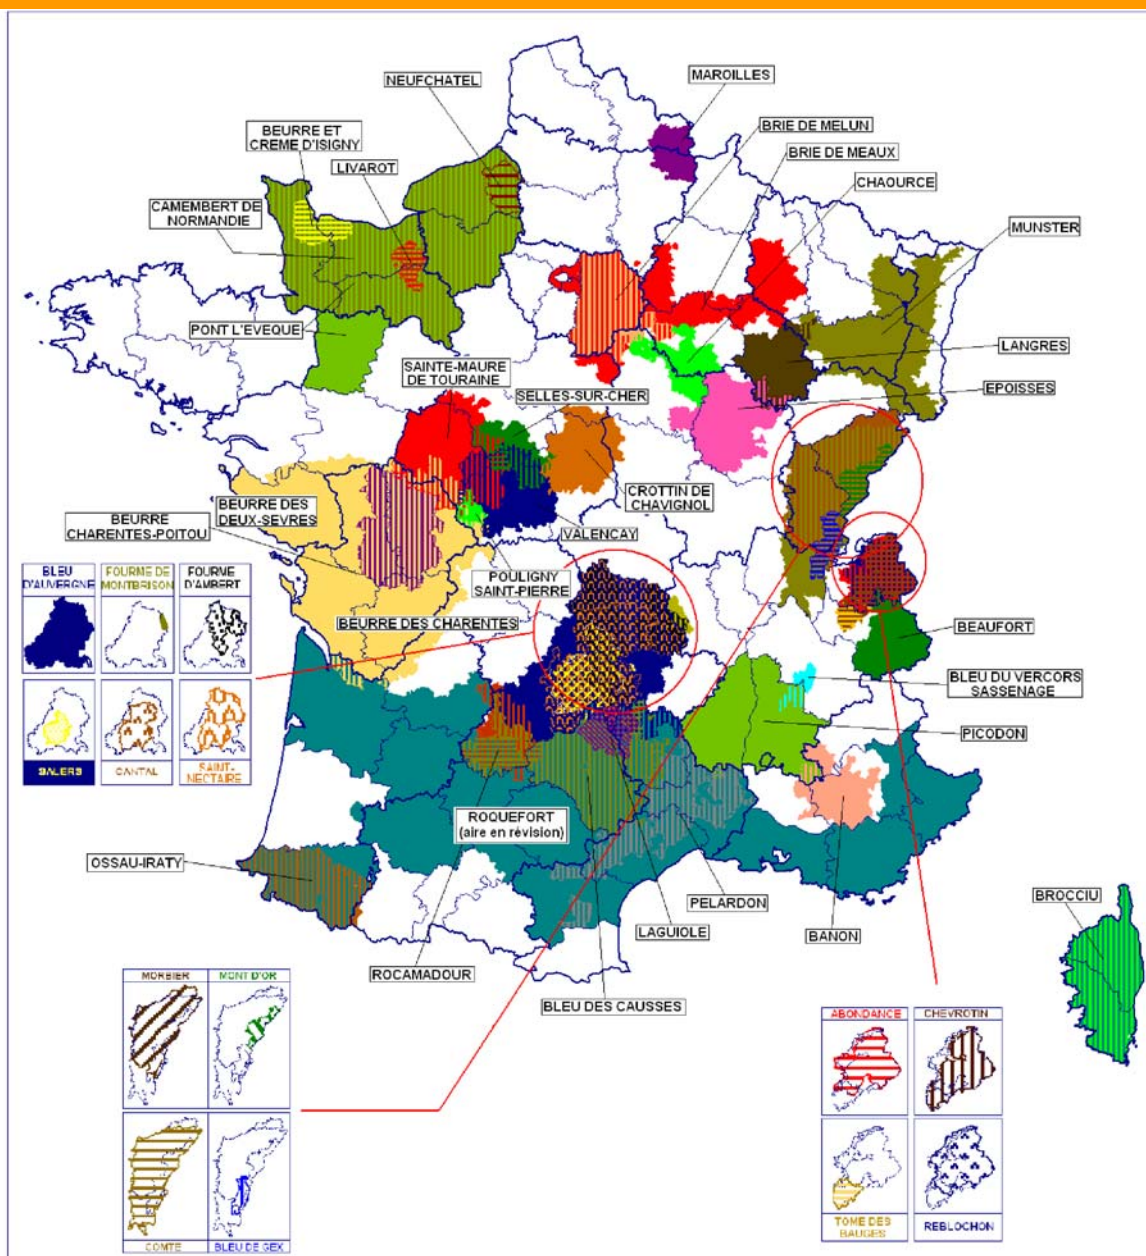 MAROILLES
NEUFCHATEL
BRIE DE MELUN
BEURRE ET
CREME D'ISIGNY
BRIE DE MEAUX
LIVAROT
CHAOURCE
CAMEMBERT DE
NORMANDIE
MUNSTER
PONT L'EVEQUE
LANGRES
SAINTE-MAURE
DE TOURAINE
EPOISSES
SELLES-SUR-CHER
CROTTIN DE
CHAVIGNOL
BEURRE DES
DEUX-SEVRES
BEURRE
CHARENTES-POITOU
VALENCAY
POULIGNY
SAINT-PIERRE
BEURRE DES CHARENTES
BLEU
D'AUVERGNE
FOURME DE
MONTBRISON
FOURME
D'AMBERT
SALERS
CANTAL
SAINT-
NECTAIRE
BEAUFORT
BLEU DU VERCORS
SASSENAGE
PICODON
ROQUEFORT
(aire en révision)
OSSAU-IRATY
PELARDON
BANON
LAGUIOLE
ROCAMADOUR
BLEU DES CAUSSES
BROCCIU
MORBIER
MONT D'OR
COMTE
BLEU DE GEX
ABONDANCE
CHEVROTIN
TOME DES
BAUGES
REBLOCHON